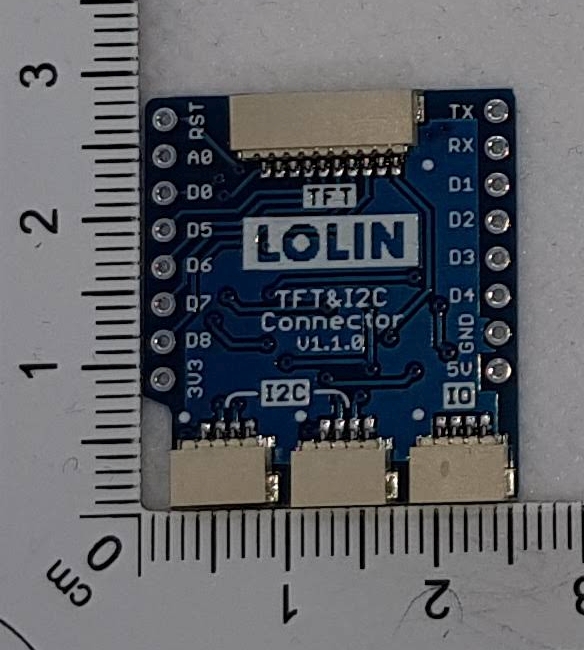 3
2
1
0
cm
1
2
3
RST
A0
D0
D5
D6
D7
D8
3V3
TX
RX
D1
D2
D3
D4
GND
5V
TFT
LOLIN
TFT&I2C
Connector
V1.1.0
I2C
IO